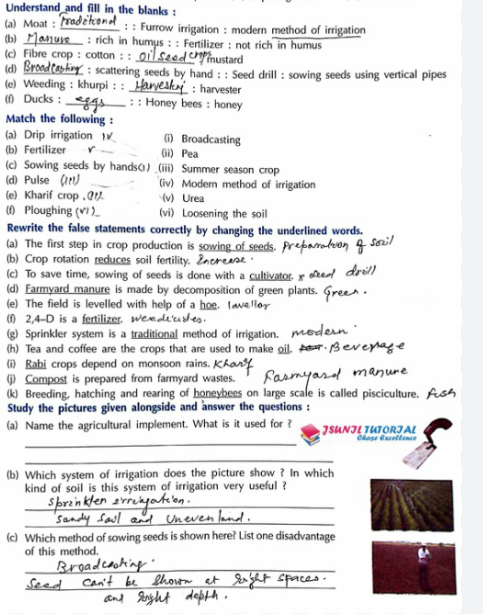 Understand and fill in the blanks :
(a) Moat : traditional : : Furrow irrigation : modern method of irrigation
(b) Manure : rich in humus : : Fertilizer : not rich in humus
(c) Fibre crop : cotton : : oil seed crops mustard
(d) Broadcasting : scattering seeds by hand : : Seed drill : sowing seeds using vertical pipes
(e) Weeding : khurpi : : Harvesting : harvester
(f) Ducks : eggs : : Honey bees : honey
Match the following :
(a) Drip irrigation iv (i) Broadcasting
(b) Fertilizer v (ii) Pea
(c) Sowing seeds by hands (i) (iii) Summer season crop
(d) Pulse (iv) Modern method of irrigation
(e) Kharif crop (v) Urea
(f) Ploughing (vi) (vi) Loosening the soil
Rewrite the false statements correctly by changing the underlined words.
(a) The first step in crop production is sowing of seeds. preparation of soil
(b) Crop rotation reduces soil fertility. Increase.
(c) To save time, sowing of seeds is done with a cultivator. seed drill
(d) Farmyard manure is made by decomposition of green plants. Green.
(e) The field is levelled with help of a hoe. lavellor
(f) 2,4-D is a fertilizer.
(g) Sprinkler system is a traditional method of irrigation. modern
(h) Tea and coffee are the crops that are used to make oil. Beverage
(i) Rabi crops depend on monsoon rains. Kharif
(j) Compost is prepared from farmyard wastes. Farmyard manure
(k) Breeding, hatching and rearing of honeybees on large scale is called pisciculture. fish
Study the pictures given alongside and answer the questions :
(a) Name the agricultural implement. What is it used for ?
JSUNIL TUTORIAL
Chase Excellence
(b) Which system of irrigation does the picture show ? In which
kind of soil is this system of irrigation very useful ?
Sprinkler irrigation.
Sandy Soil and Uneven land.
(c) Which method of sowing seeds is shown here? List one disadvantage
of this method.
Broadcasting.
Seed can't be Shown at right spaces.
and right depth.